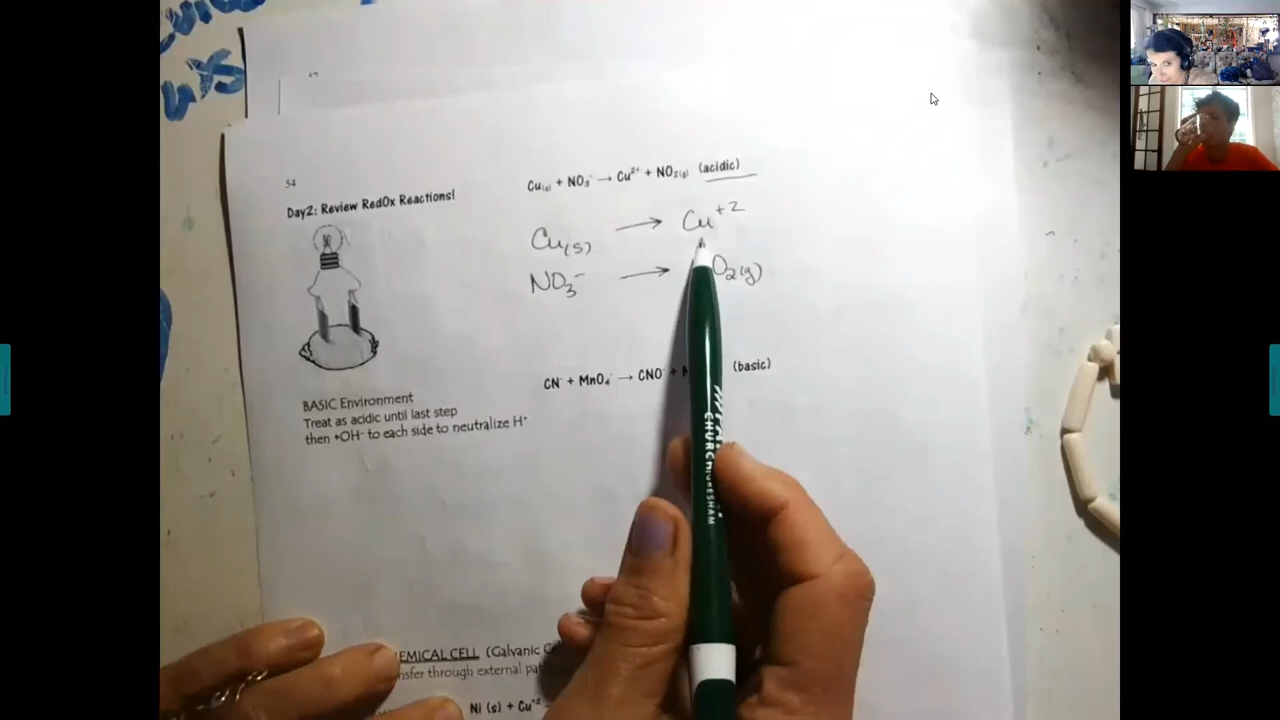 54
Day2: Review RedOx Reactions!
Cu(s) + NO3⁻ → Cu²⁺ + NO2(g) (acidic)
Cu(s) → Cu⁺²
NO3⁻ → O2(g)
CN⁻ + MnO4⁻ → CNO⁻ + (basic)
BASIC Environment
Treat as acidic until last step
then +OH⁻ to each side to neutralize H⁺
EMICAL CELL (Galvanic
nsfer through external
Ni (s) + Cu⁺²
CHURCH GRESHAM